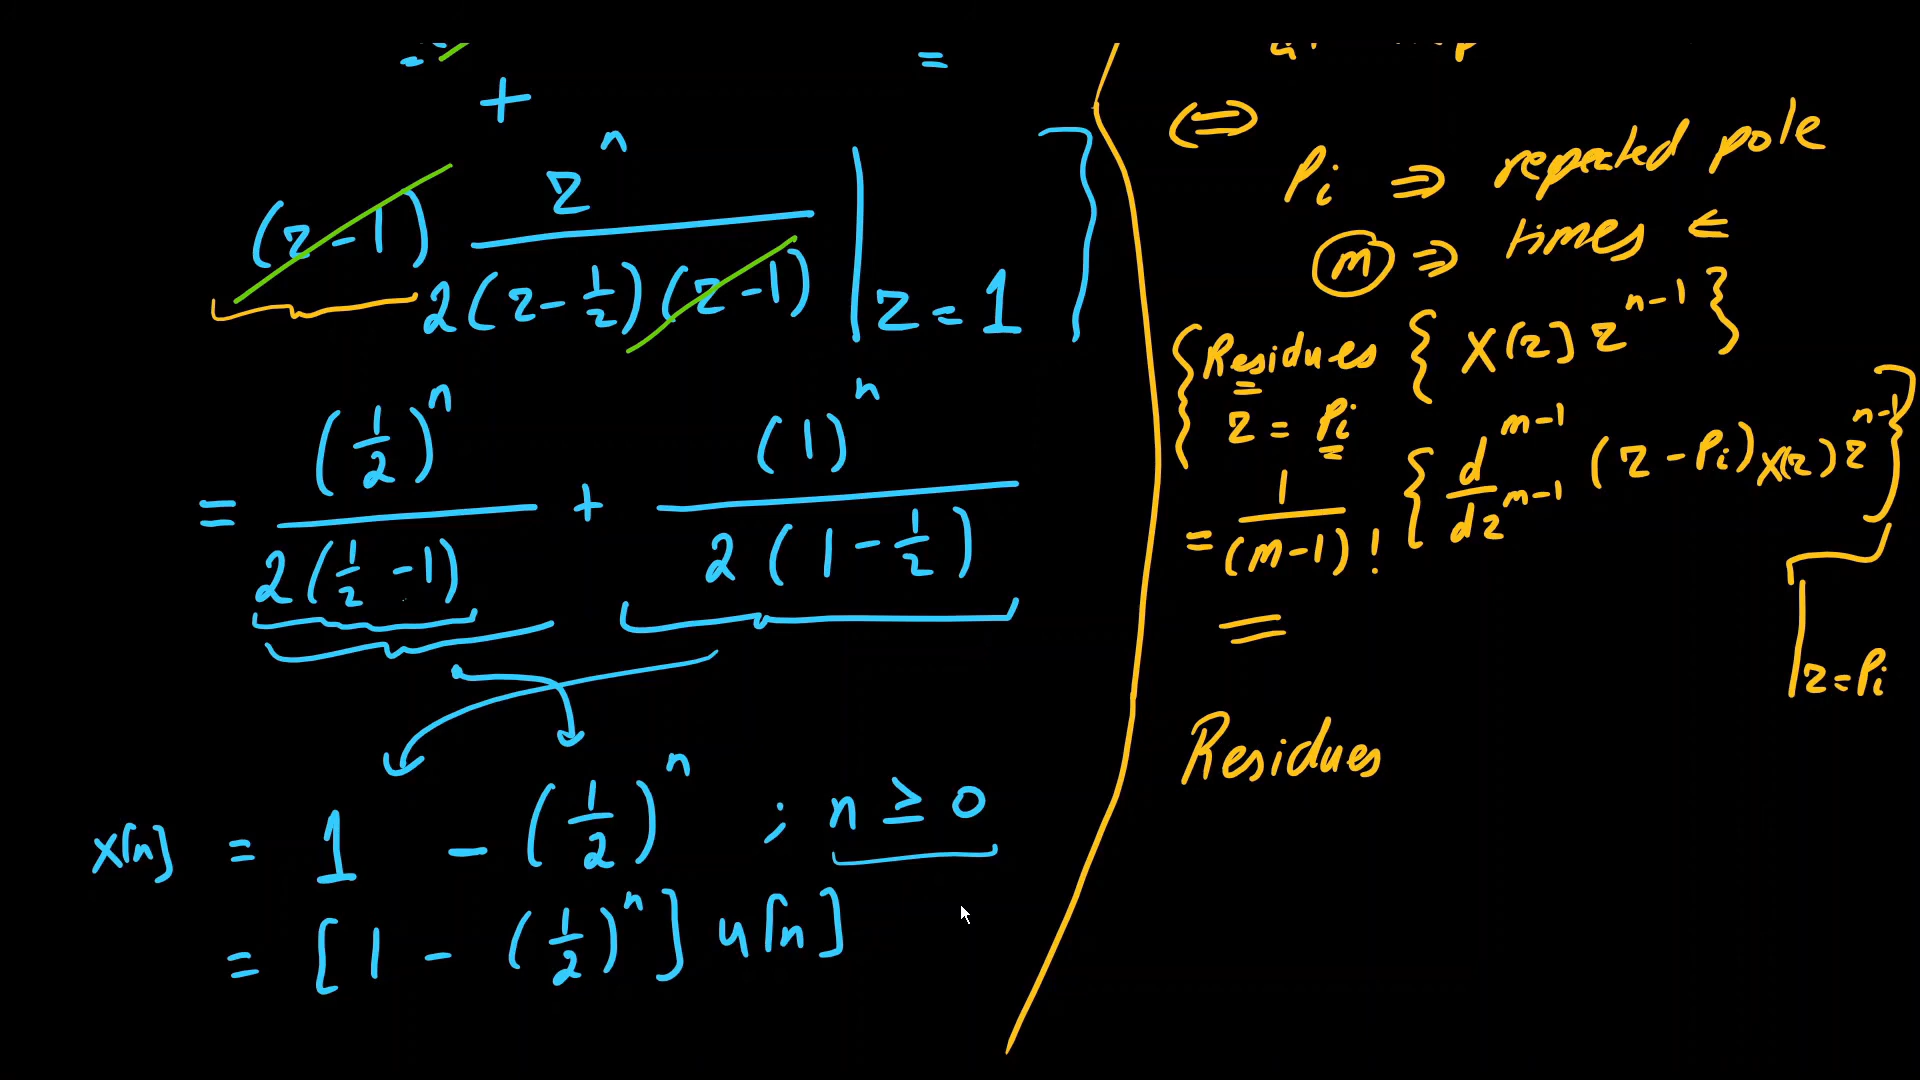 = =
+
(z-1) z^n / 2(z-1/2)(z-1) | z=1 }
= (1/2)^n / 2(1/2 -1) + (1)^n / 2(1-1/2)
x[n] = 1 - (1/2)^n ; n ≥ 0
= [1 - (1/2)^n] u[n]
⇔
Pi ⇒ repeated pole
m ⇒ times ←
{ Residues { X(z) z^{n-1} }
z = Pi
= 1/(m-1)! { d^{m-1}/dz^{m-1} (z-Pi) X(z) z^{n-1} }
| z=Pi
Residues